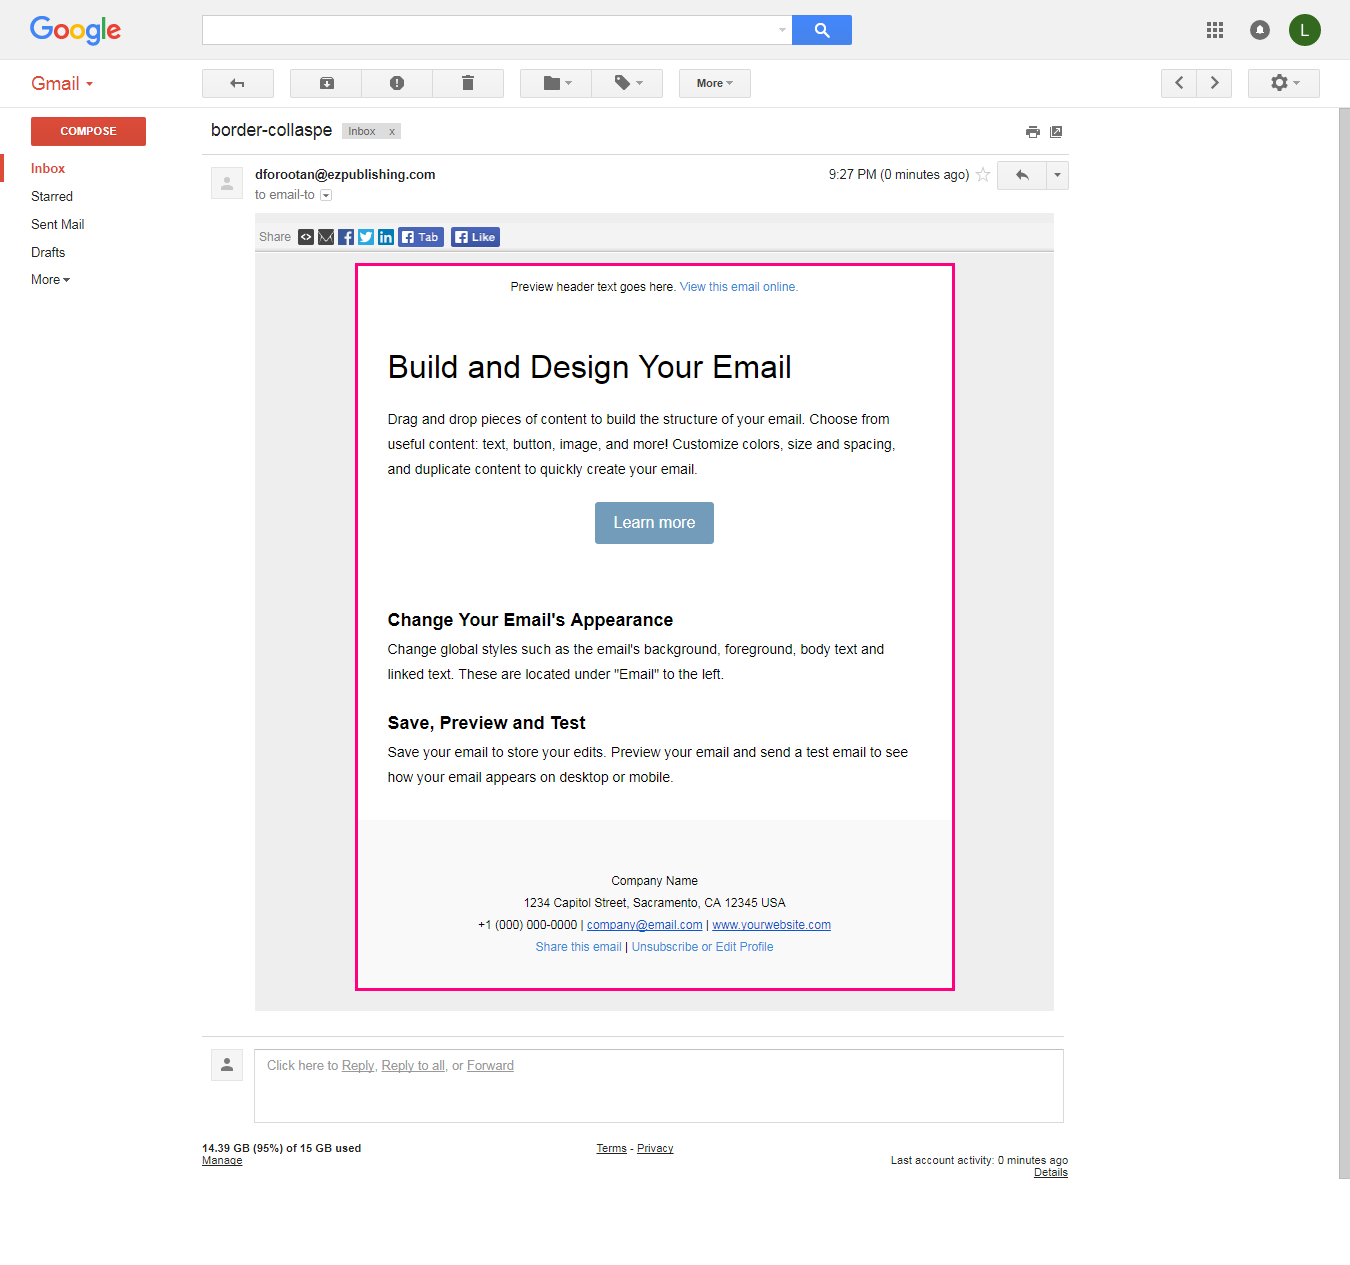 Google
L
Gmail
More
COMPOSE
border-collaspe Inbox x
Inbox
Starred
Sent Mail
Drafts
More
dforootan@ezpublishing.com 9:27 PM (0 minutes ago)
to email-to
Share Tab Like
Preview header text goes here. View this email online.
Build and Design Your Email
Drag and drop pieces of content to build the structure of your email. Choose from
useful content: text, button, image, and more! Customize colors, size and spacing,
and duplicate content to quickly create your email.
Learn more
Change Your Email's Appearance
Change global styles such as the email's background, foreground, body text and
linked text. These are located under "Email" to the left.
Save, Preview and Test
Save your email to store your edits. Preview your email and send a test email to see
how your email appears on desktop or mobile.
Company Name
1234 Capitol Street, Sacramento, CA 12345 USA
+1 (000) 000-0000 | company@email.com | www.yourwebsite.com
Share this email | Unsubscribe or Edit Profile
Click here to Reply, Reply to all, or Forward
14.39 GB (95%) of 15 GB used
Manage
Terms - Privacy
Last account activity: 0 minutes ago
Details